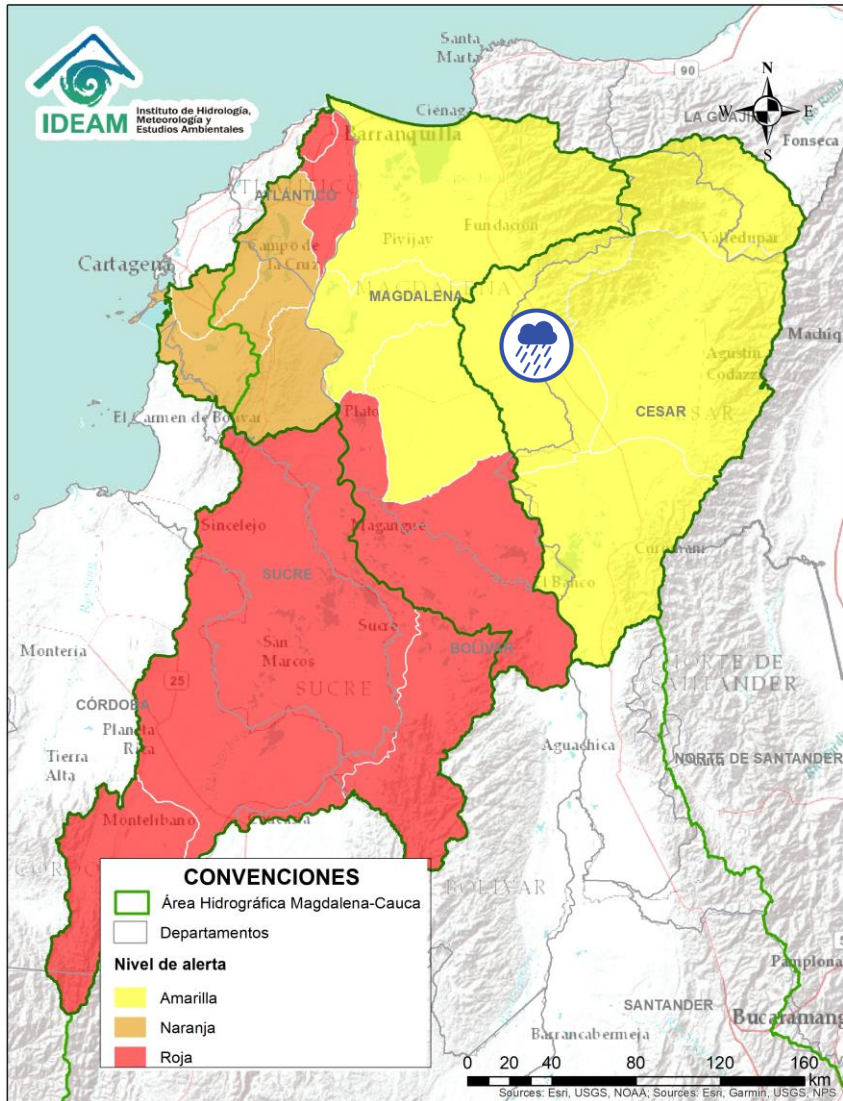 IDEAM
Instituto de Hidrología,
Meteorología y
Estudios Ambientales
Santa
Marta
Ciénaga
90
N
W
E
S
LA GUAJIRA
Fonseca
Barranquilla
ATLÁNTICO
Cartagena
Campo de
la Cruz
Pivijay
Fundación
Valledupar
MAGDALENA
Machiq
Agustín
Codazzi
CESAR
El Carmen de Bolívar
Plato
Sincelejo
Magangué
Curumaní
El Banco
SUCRE
Sucre
Montería
San
Marcos
BOLÍVAR
NORTE DE
SANTANDER
25
SUCRE
CÓRDOBA
Planeta
Rica
Aguachica
NORTE DE SANTANDER
Tierra
Alta
Montelíbano
Caucasia
BOLÍVAR
CONVENCIONES
Área Hidrográfica Magdalena-Cauca
Departamentos
Nivel de alerta
Amarilla
Naranja
Roja
Pamplona
SANTANDER
Bucaramang
Barrancabermeja
0 20 40 80 120 160
km
Sources: Esri, USGS, NOAA; Sources: Esri, Garmin, USGS, NPS